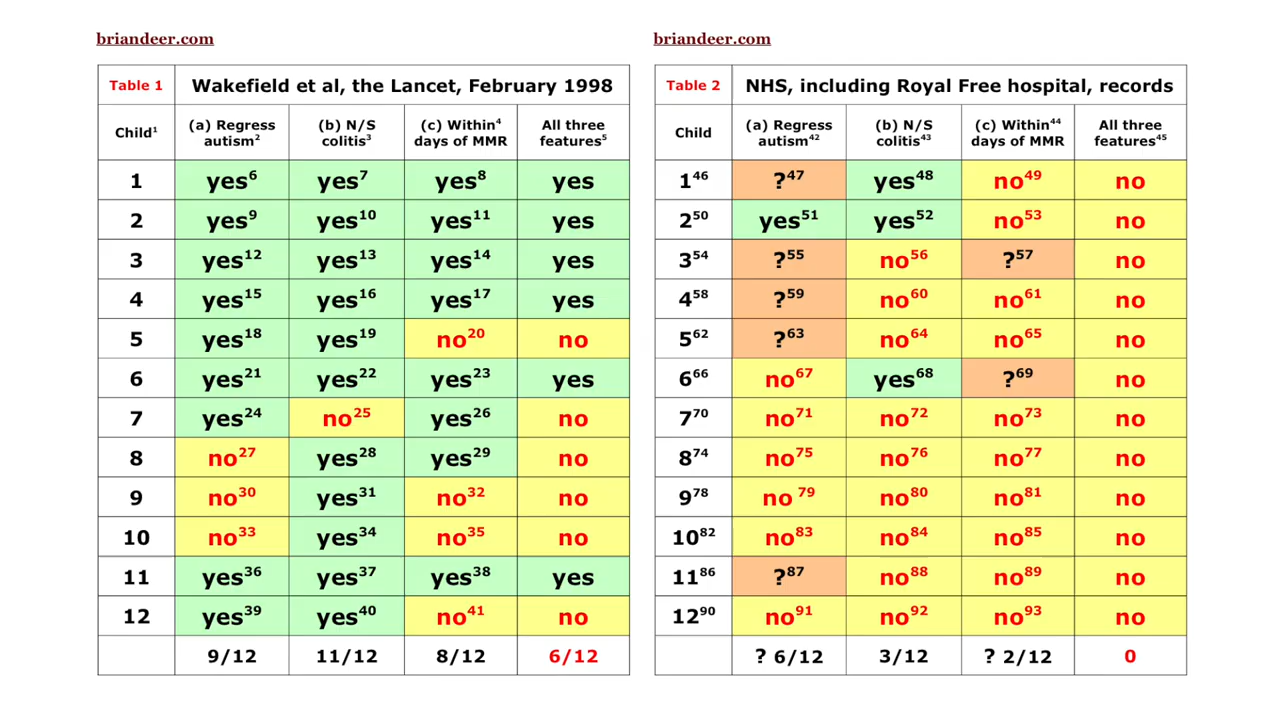 briandeer.com
Table 1 Wakefield et al, the Lancet, February 1998
Child¹ (a) Regress autism² (b) N/S colitis³ (c) Within⁴ days of MMR All three features⁵
1 yes⁶ yes⁷ yes⁸ yes
2 yes⁹ yes¹⁰ yes¹¹ yes
3 yes¹² yes¹³ yes¹⁴ yes
4 yes¹⁵ yes¹⁶ yes¹⁷ yes
5 yes¹⁸ yes¹⁹ no²⁰ no
6 yes²¹ yes²² yes²³ yes
7 yes²⁴ no²⁵ yes²⁶ no
8 no²⁷ yes²⁸ yes²⁹ no
9 no³⁰ yes³¹ no³² no
10 no³³ yes³⁴ no³⁵ no
11 yes³⁶ yes³⁷ yes³⁸ yes
12 yes³⁹ yes⁴⁰ no⁴¹ no
9/12 11/12 8/12 6/12
briandeer.com
Table 2 NHS, including Royal Free hospital, records
Child (a) Regress autism⁴² (b) N/S colitis⁴³ (c) Within⁴⁴ days of MMR All three features⁴⁵
1⁴⁶ ?⁴⁷ yes⁴⁸ no⁴⁹ no
2⁵⁰ yes⁵¹ yes⁵² no⁵³ no
3⁵⁴ ?⁵⁵ no⁵⁶ ?⁵⁷ no
4⁵⁸ ?⁵⁹ no⁶⁰ no⁶¹ no
5⁶² ?⁶³ no⁶⁴ no⁶⁵ no
6⁶⁶ no⁶⁷ yes⁶⁸ ?⁶⁹ no
7⁷⁰ no⁷¹ no⁷² no⁷³ no
8⁷⁴ no⁷⁵ no⁷⁶ no⁷⁷ no
9⁷⁸ no ⁷⁹ no⁸⁰ no⁸¹ no
10⁸² no⁸³ no⁸⁴ no⁸⁵ no
11⁸⁶ ?⁸⁷ no⁸⁸ no⁸⁹ no
12⁹⁰ no⁹¹ no⁹² no⁹³ no
? 6/12 3/12 ? 2/12 0